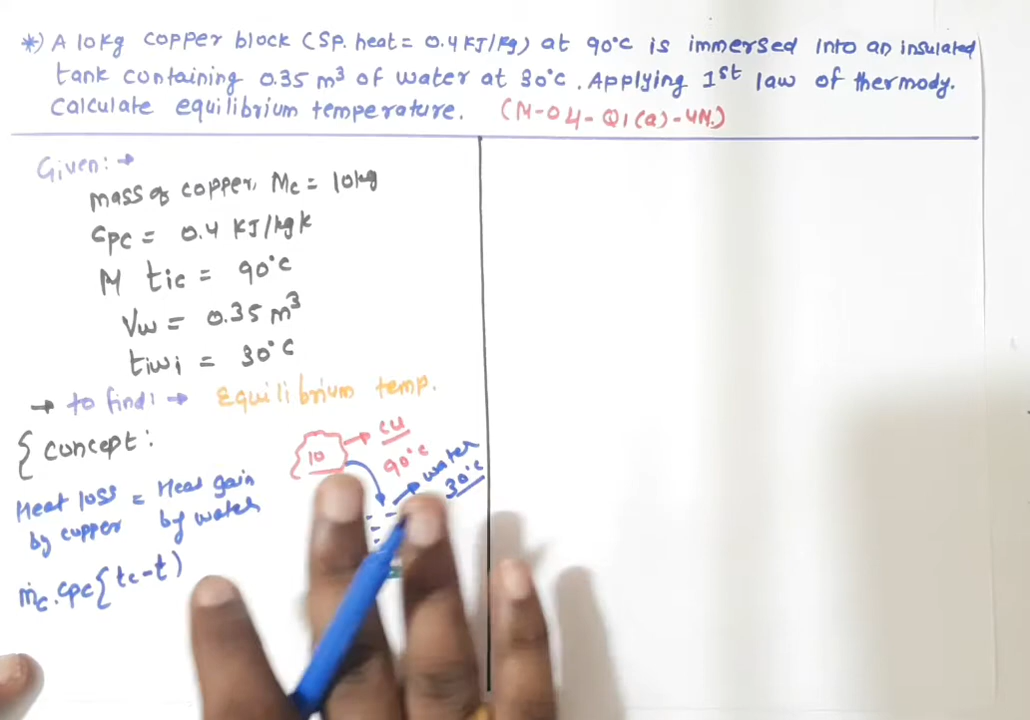 *) A 10kg copper block (SP. heat = 0.4 KJ/kg) at 90°c is immersed into an insulated
tank containing 0.35 m³ of water at 30°c. Applying 1st law of thermody.
Calculate equilibrium temperature. (M-04-Q1(a)-4M.)
Given: →
mass of copper, Mc = 10kg
Cpc = 0.4 KJ/kgk
M tic = 90°c
Vw = 0.35 m³
tiwi = 30°c
→ to find: → Equilibrium temp.
{ concept:
10 → cu
90°c
→ water
30°c
Heat loss = Heat gain
by copper by water
ṁc.cpc{tc-t)